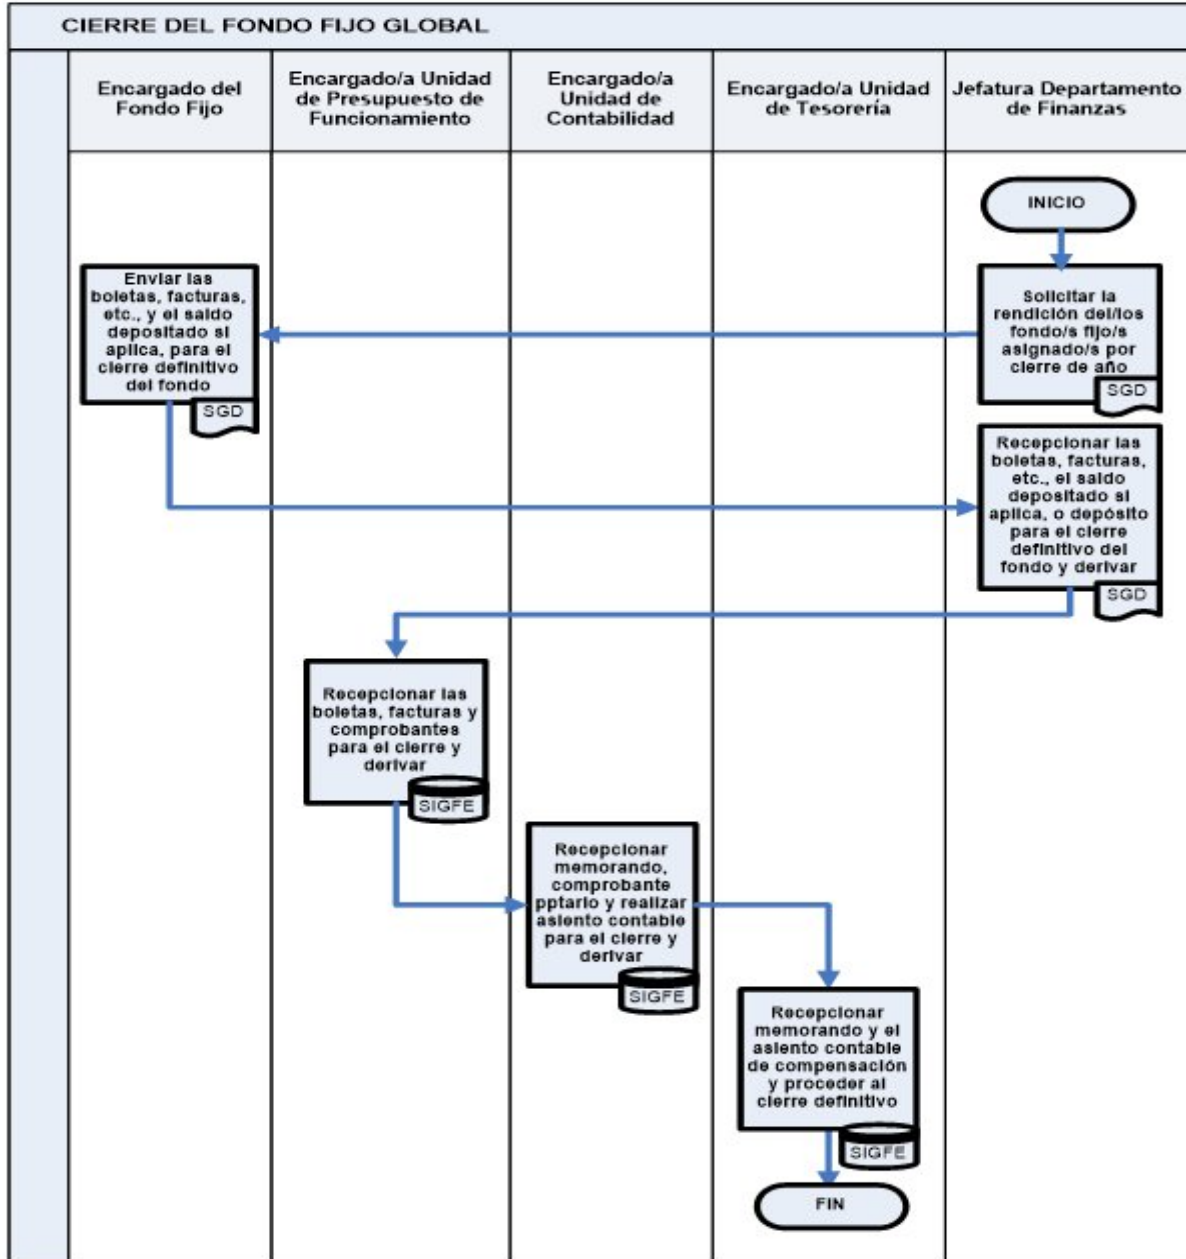 CIERRE DEL FONDO FIJO GLOBAL
Encargado del
Fondo Fijo
Encargado/a Unidad
de Presupuesto de
Funcionamiento
Encargado/a
Unidad de
Contabilidad
Encargado/a Unidad
de Tesorería
Jefatura Departamento
de Finanzas
INICIO
Solicitar la
rendición del/los
fondo/s fijo/s
asignado/s por
cierre de año
SGD
Enviar las
boletas, facturas,
etc., y el saldo
depositado si
aplica, para el
cierre definitivo
del fondo
SGD
Recepcionar las
boletas, facturas,
etc., el saldo
depositado si
aplica, o depósito
para el cierre
definitivo del
fondo y derivar
SGD
Recepcionar las
boletas, facturas y
comprobantes
para el cierre y
derivar
SIGFE
Recepcionar
memorando,
comprobante
pptario y realizar
asiento contable
para el cierre y
derivar
SIGFE
Recepcionar
memorando y el
asiento contable
de compensación
y proceder al
cierre definitivo
SIGFE
FIN